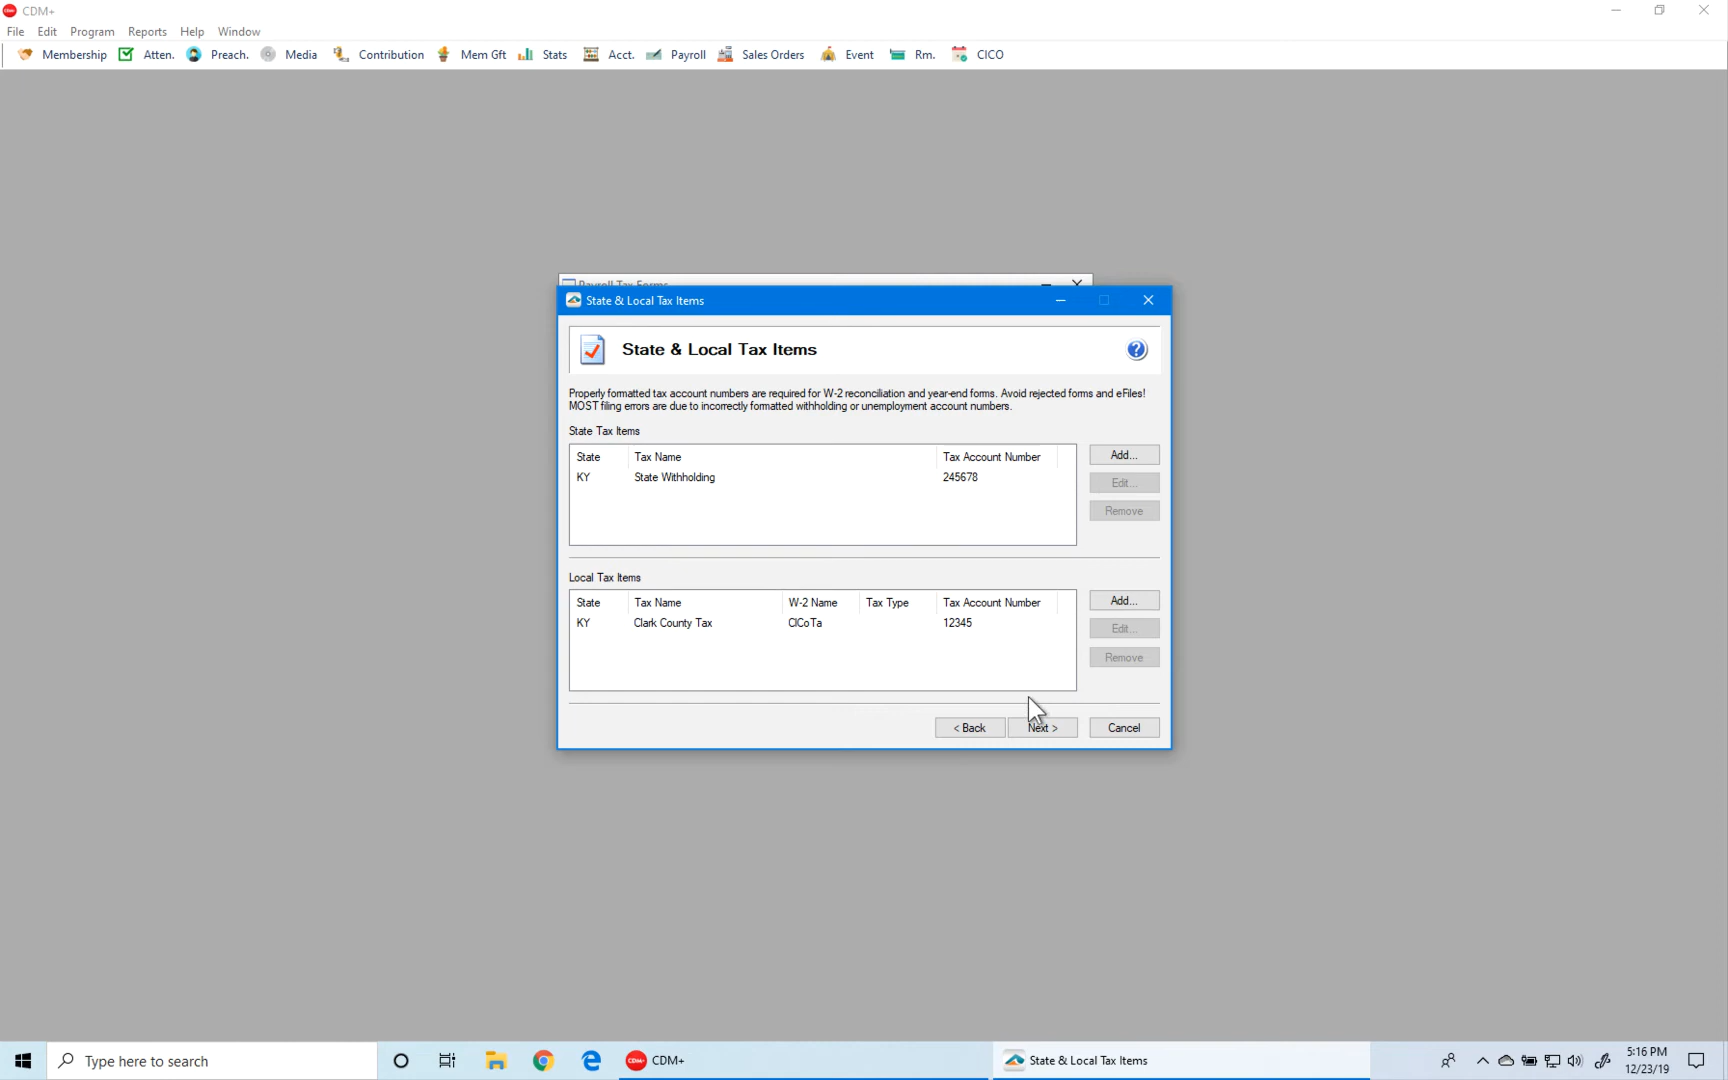 CDM+
File Edit Program Reports Help Window
Membership Atten. Preach. Media Contribution Mem Gft Stats Acct. Payroll Sales Orders Event Rm. CICO
Payroll Tax Forms
State & Local Tax Items
State & Local Tax Items
Properly formatted tax account numbers are required for W-2 reconciliation and year-end forms. Avoid rejected forms and eFiles!
MOST filing errors are due to incorrectly formatted withholding or unemployment account numbers.
State Tax Items
State Tax Name Tax Account Number Add...
KY State Withholding 245678
Edit...
Remove
Local Tax Items
State Tax Name W-2 Name Tax Type Tax Account Number Add...
KY Clark County Tax ClCoTa 12345
Edit...
Remove
< Back Next > Cancel
Type here to search CDM+ State & Local Tax Items 5:16 PM
12/23/19